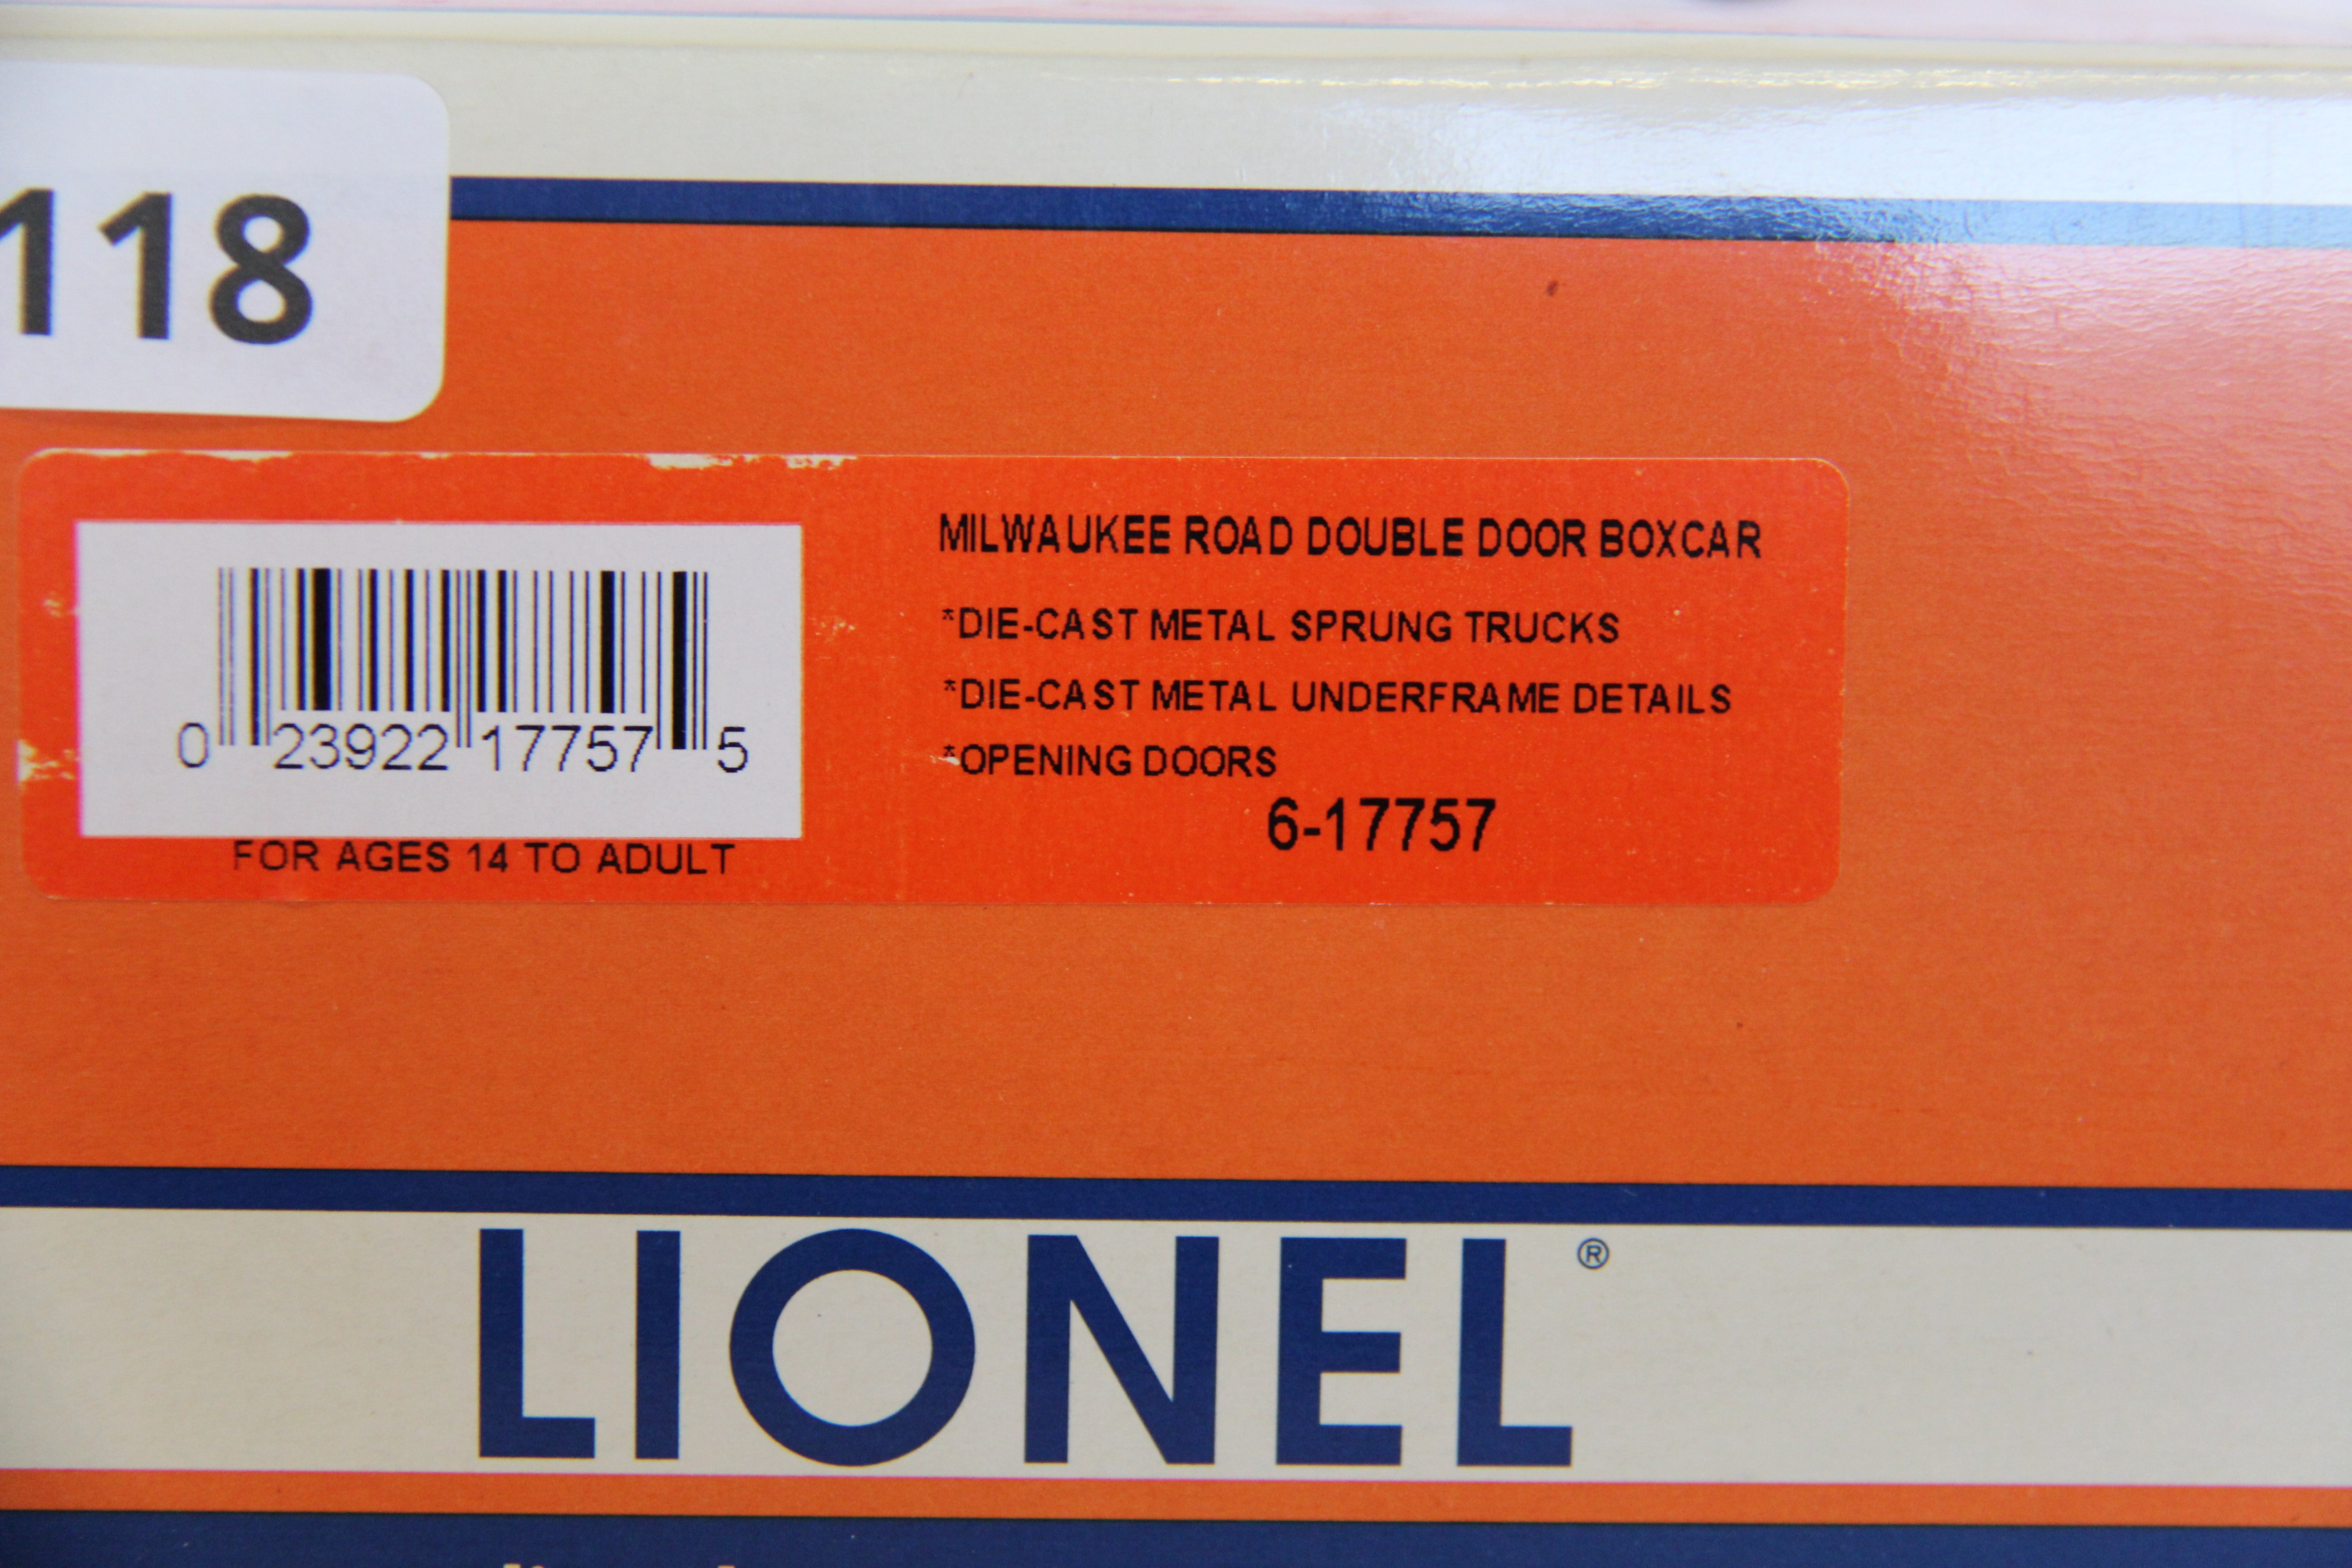 118
MILWAUKEE ROAD DOUBLE DOOR BOXCAR
*DIE-CAST METAL SPRUNG TRUCKS
*DIE-CAST METAL UNDERFRAME DETAILS
*OPENING DOORS
6-17757
0 23922 17757 5
FOR AGES 14 TO ADULT
LIONEL®